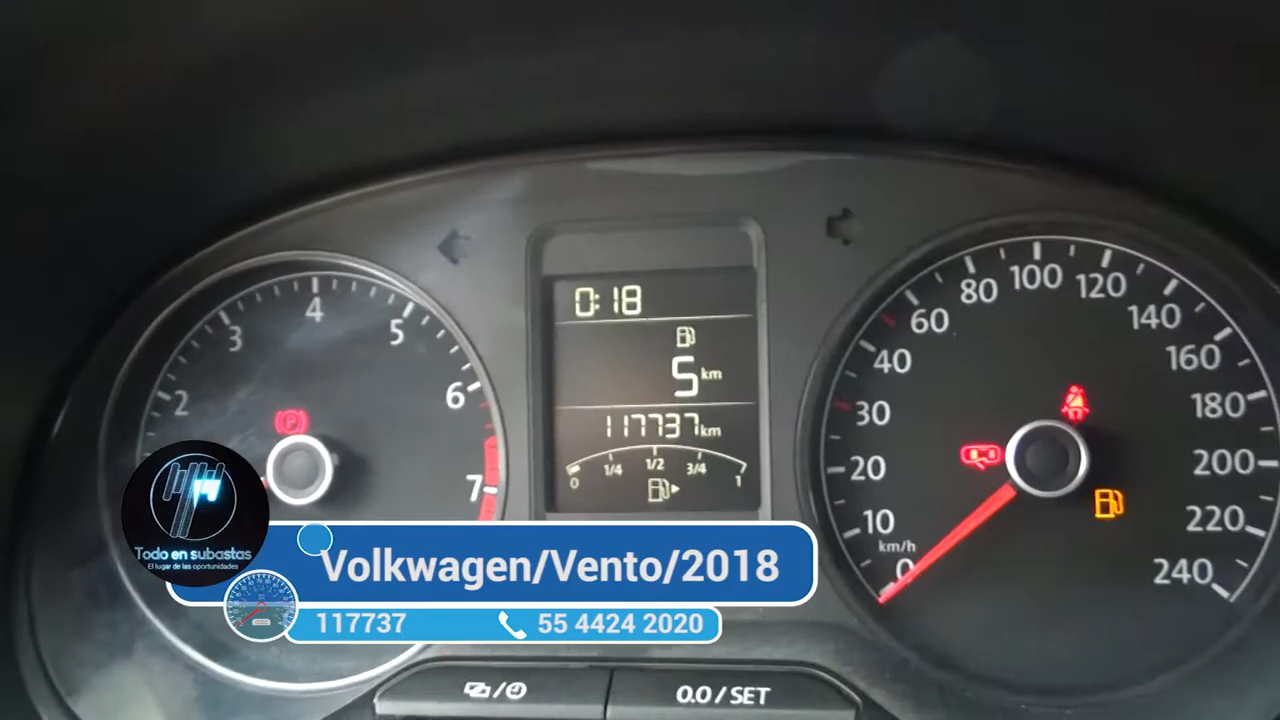 0:18
5 km
117737 km
0 1/4 1/2 3/4 1
2 3 4 5 6 7
P
0 10 20 30 40 60 80 100 120 140 160 180 200 220 240
km/h
Todo en subastas
El lugar de las oportunidades
Volkwagen/Vento/2018
117737 55 4424 2020
0.0 / SET